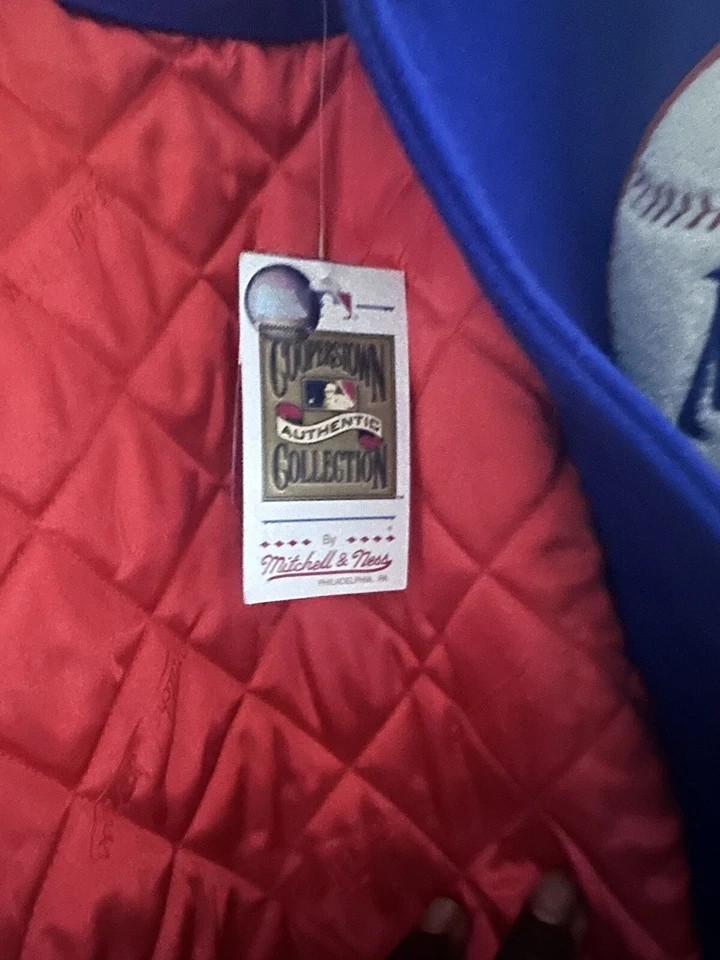 COOPERSTOWN
AUTHENTIC
COLLECTION
By
Mitchell & Ness
PHILADELPHIA, PA